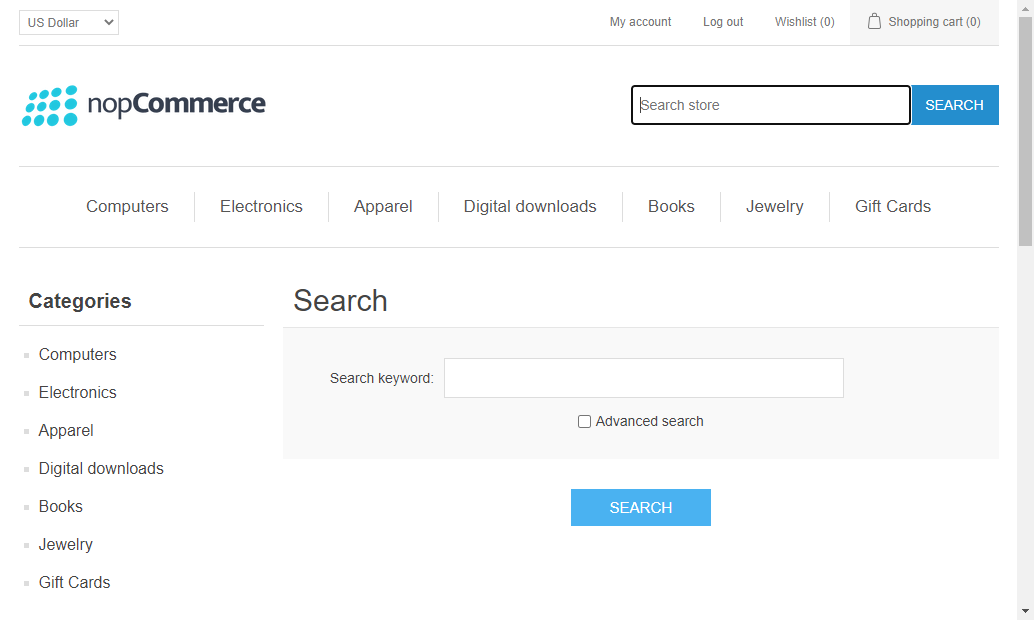 US Dollar My account Log out Wishlist (0) Shopping cart (0)
nopCommerce Search store SEARCH
Computers Electronics Apparel Digital downloads Books Jewelry Gift Cards
Categories
Computers
Electronics
Apparel
Digital downloads
Books
Jewelry
Gift Cards
Search
Search keyword:
Advanced search
SEARCH